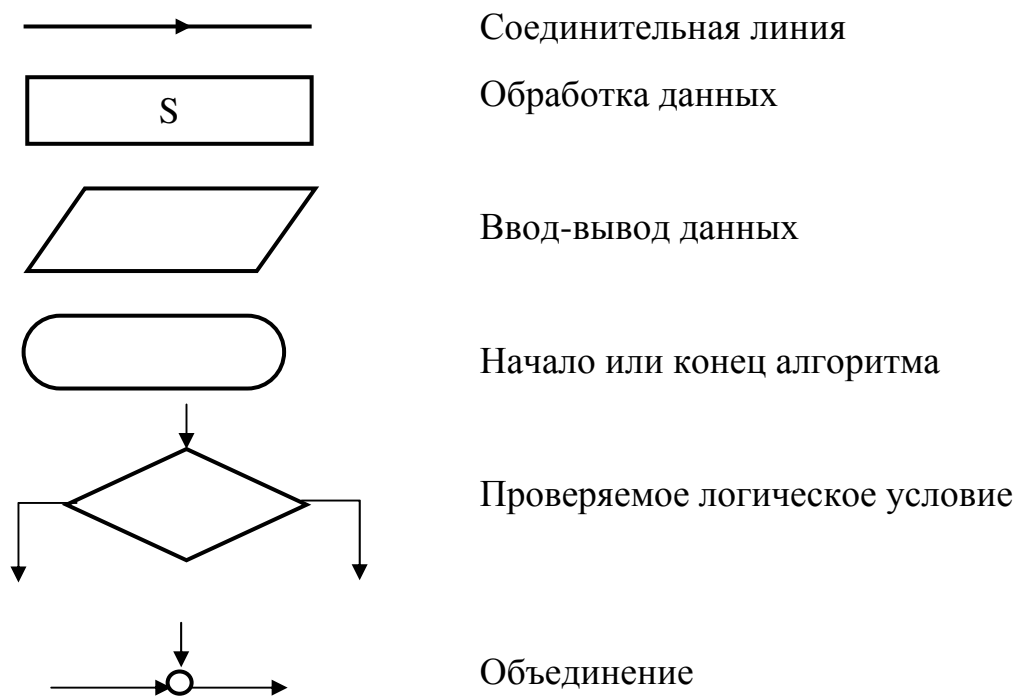 Соединительная линия
S
Обработка данных
Ввод-вывод данных
Начало или конец алгоритма
Проверяемое логическое условие
Объединение